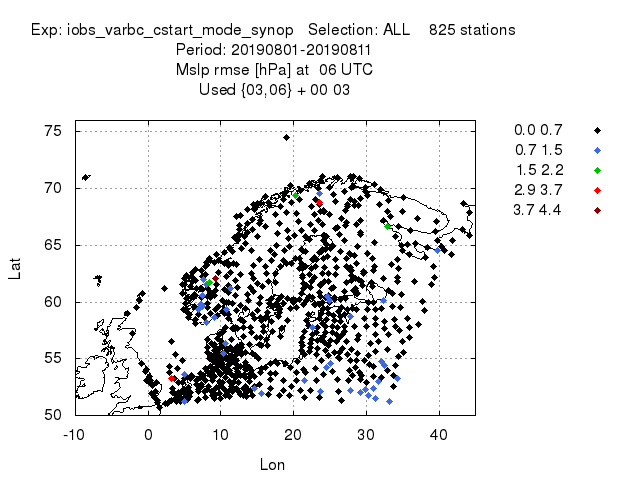 Exp: iobs_varbc_cstart_mode_synop Selection: ALL 825 stations
Period: 20190801-20190811
Mslp rmse [hPa] at 06 UTC
Used {03,06} + 00 03
0.0 0.7
0.7 1.5
1.5 2.2
2.9 3.7
3.7 4.4
75
70
65
60
55
50
Lat
-10 0 10 20 30 40
Lon